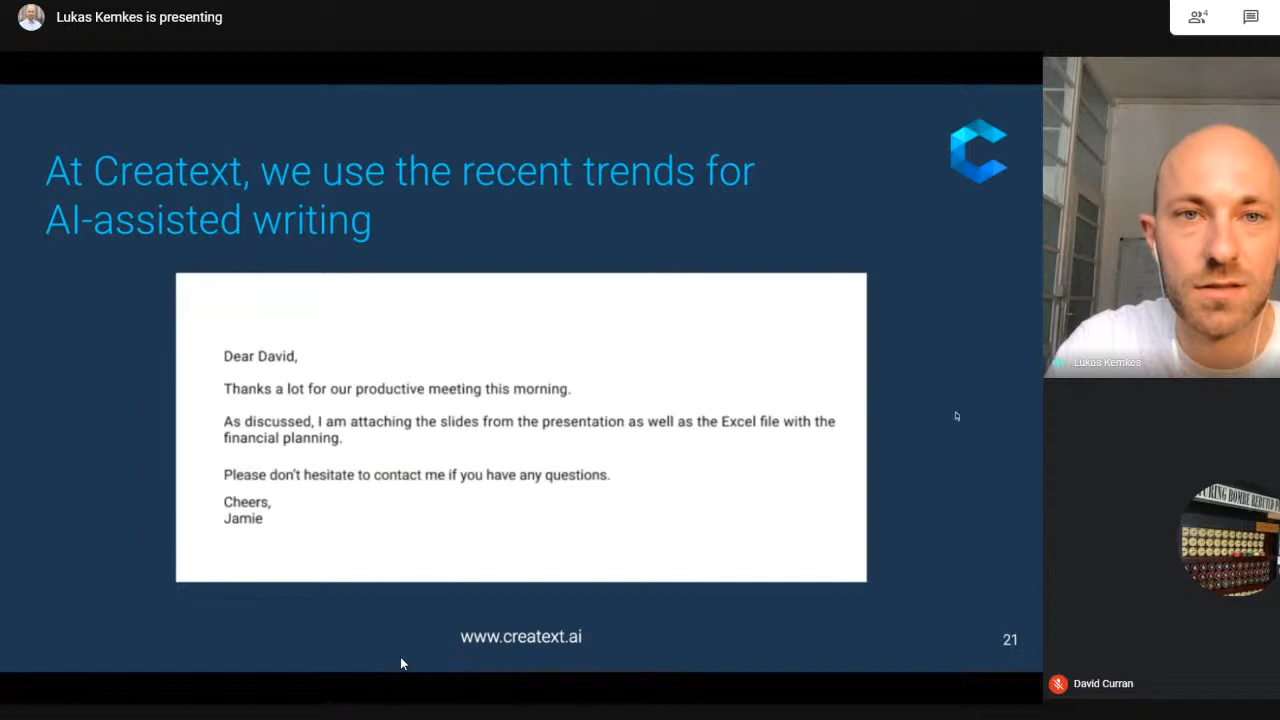 Lukas Kemkes is presenting
4
At Creatext, we use the recent trends for
AI-assisted writing
Dear David,
Thanks a lot for our productive meeting this morning.
As discussed, I am attaching the slides from the presentation as well as the Excel file with the
financial planning.
Please don't hesitate to contact me if you have any questions.
Cheers,
Jamie
www.creatext.ai
21
Lukas Kemkes
BOMBE REBUILD
David Curran